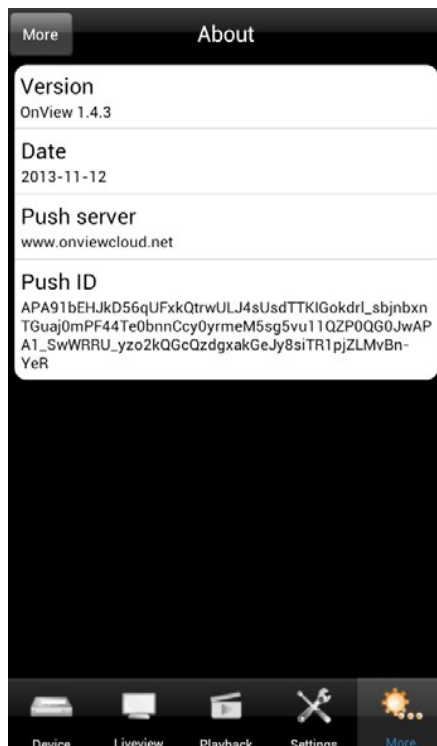 More
About
Version
OnView 1.4.3
Date
2013-11-12
Push server
www.onviewcloud.net
Push ID
APA91bEHJkD56qUFxkQtrwULJ4sUsdTTKIGokdrl_sbjnbxn
TGuaj0mPF44Te0bnnCcy0yrmeM5sg5vu11QZP0QG0JwAP
A1_SwWRRU_yzo2kQGcQzdgxakGeJy8siTR1pjZLMvBn-
YeR
Device Liveview Playback Settings More